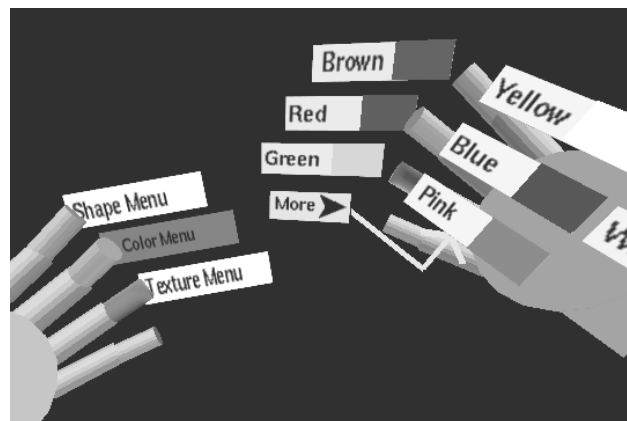 Shape Menu
Color Menu
Texture Menu
Brown
Red
Green
More
Yellow
Blue
Pink